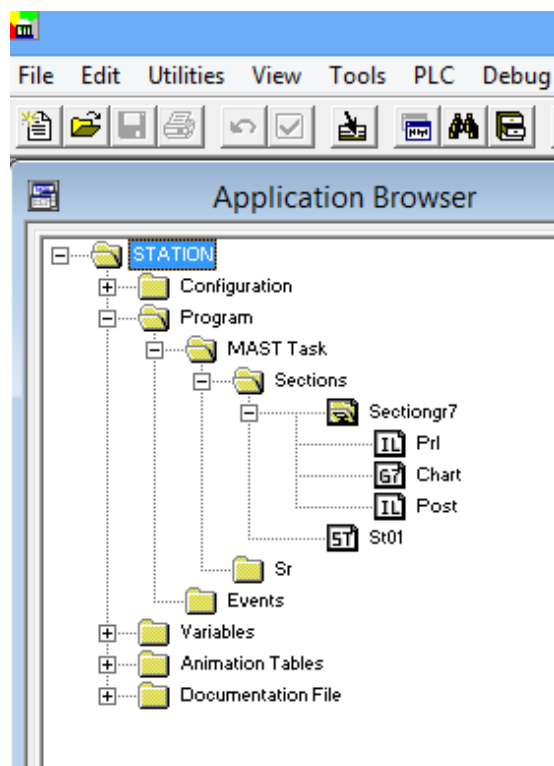 File Edit Utilities View Tools PLC Debug
Application Browser
STATION
Configuration
Program
MAST Task
Sections
Sectiongr7
IL Prl
G7 Chart
IL Post
ST St01
Sr
Events
Variables
Animation Tables
Documentation File